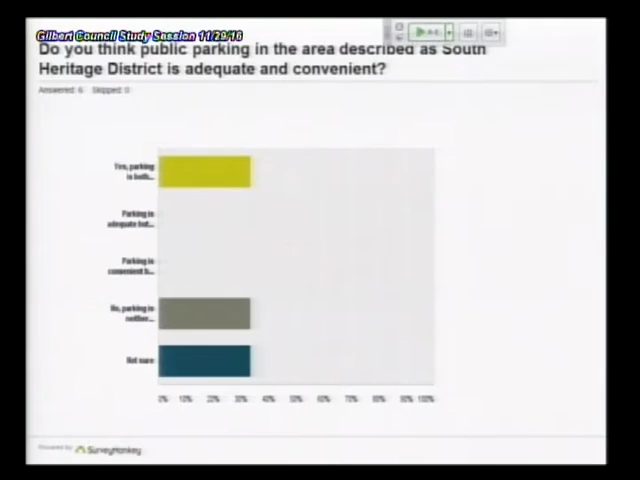 Gilbert Council Study Session 11/29/16
Do you think public parking in the area described as South
Heritage District is adequate and convenient?
Answered: 6 Skipped: 0
Yes, parking
is both...
Parking is
adequate but...
Parking is
convenient b...
No, parking is
neither...
Not sure
0% 10% 20% 30% 40% 50% 60% 70% 80% 90% 100%
Powered by SurveyMonkey